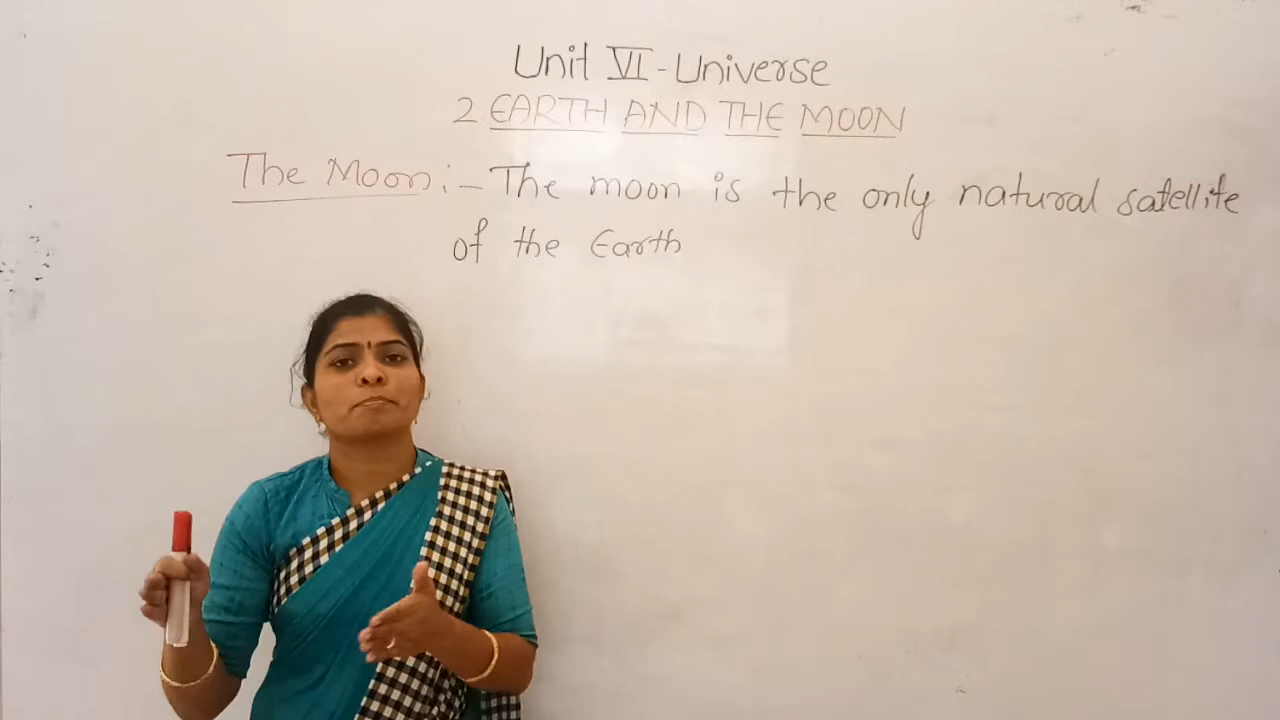 Unit VI - Universe
2 EARTH AND THE MOON
The Moon :- The moon is the only natural satellite
of the Earth